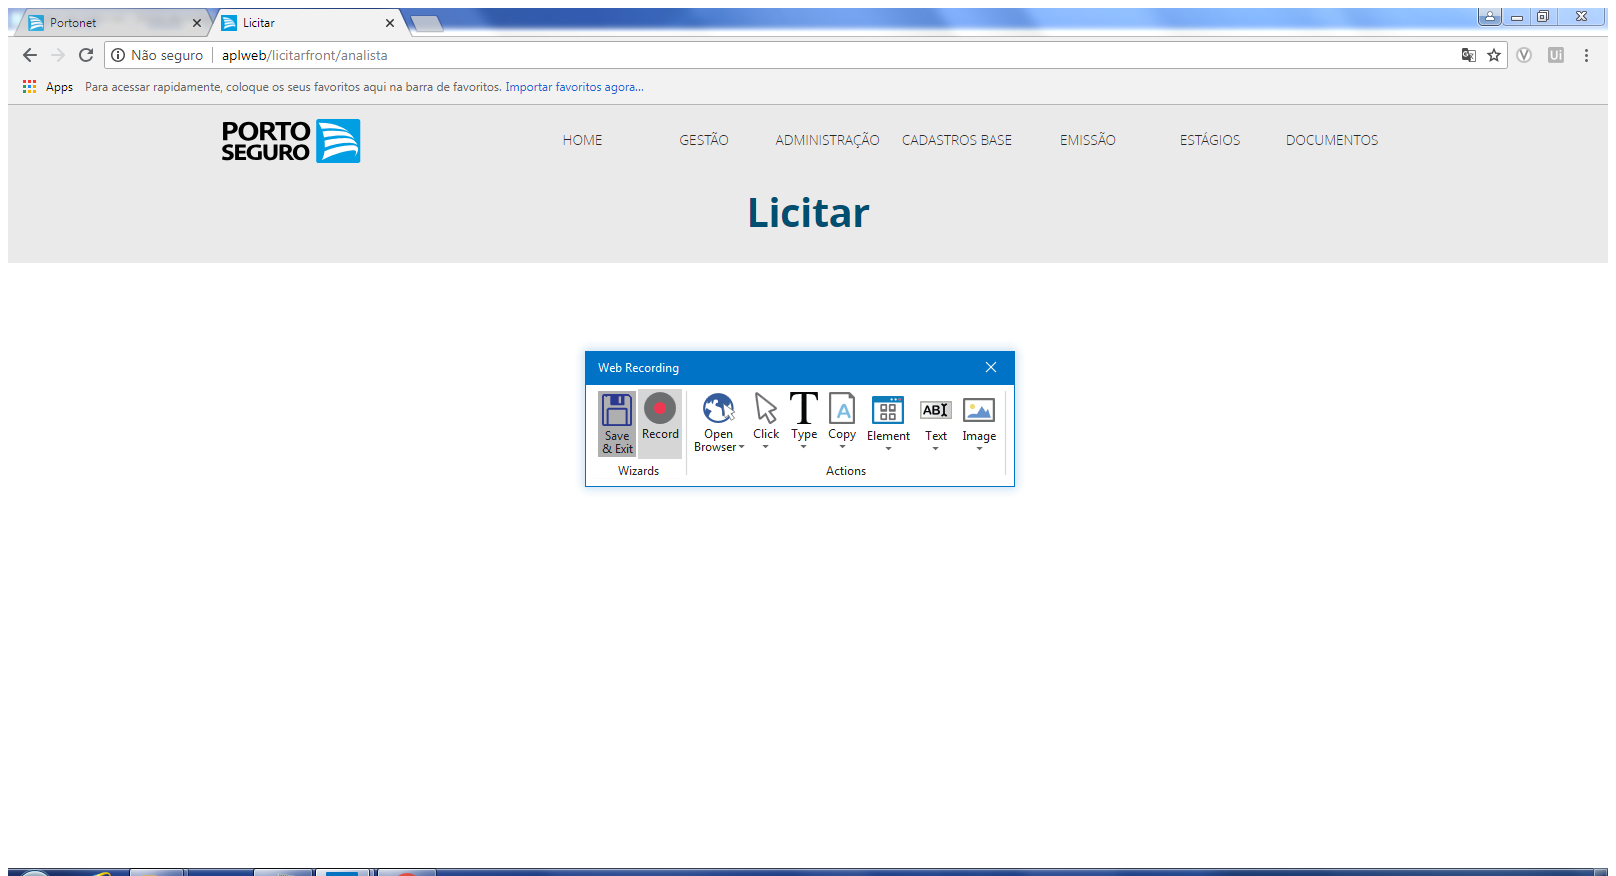 Portonet
Licitar
Não seguro
aplweb/licitarfront/analista
Apps
Para acessar rapidamente, coloque os seus favoritos aqui na barra de favoritos. Importar favoritos agora...
PORTO
SEGURO
HOME
GESTÃO
ADMINISTRAÇÃO
CADASTROS BASE
EMISSÃO
ESTÁGIOS
DOCUMENTOS
Licitar
Web Recording
Save
& Exit
Record
Open
Browser
Click
Type
Copy
Element
Text
Image
Wizards
Actions